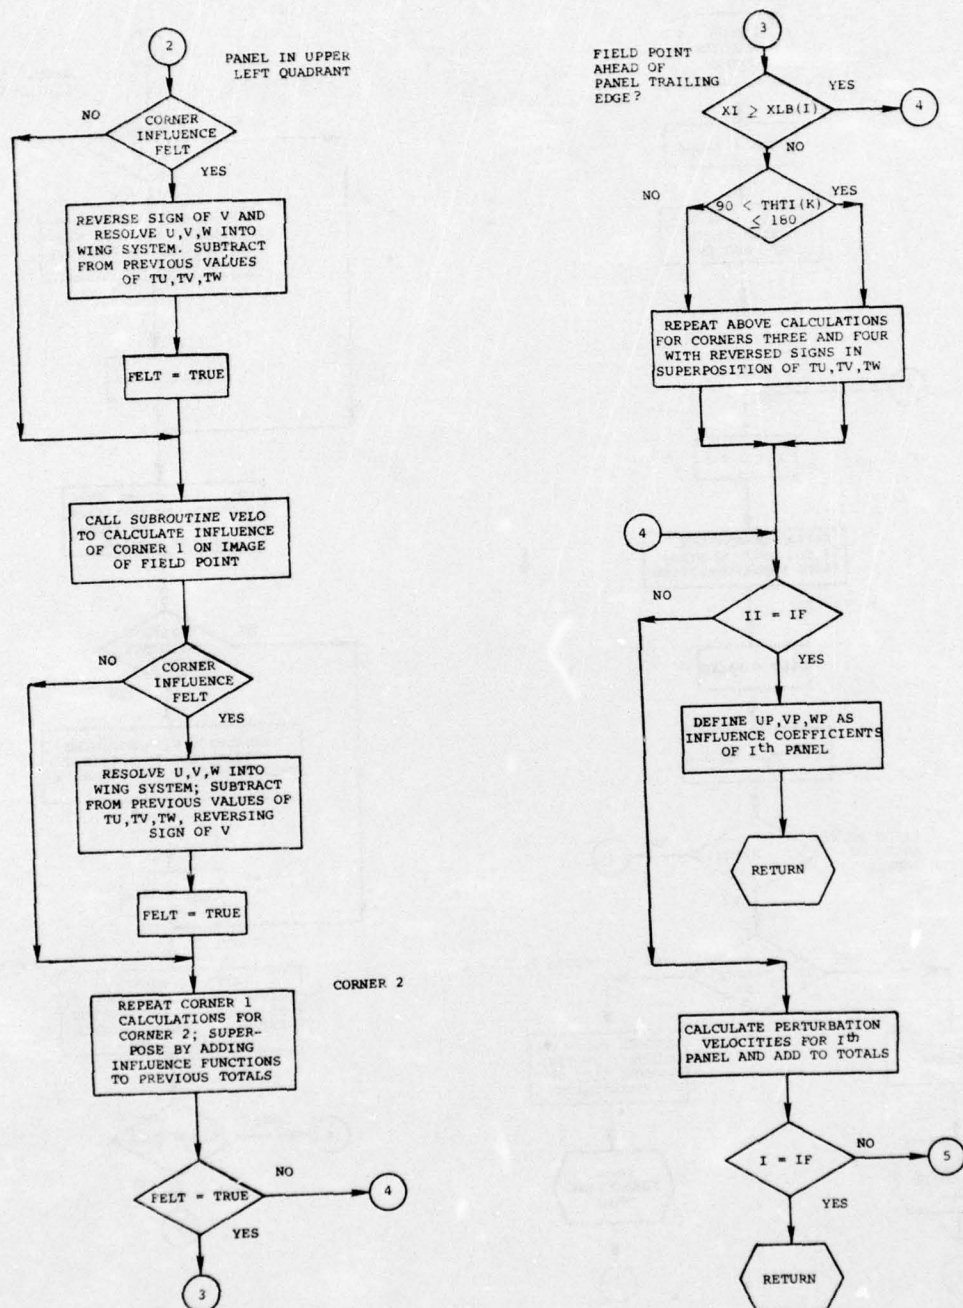 2
PANEL IN UPPER
LEFT QUADRANT
NO
CORNER
INFLUENCE
FELT
YES
REVERSE SIGN OF V AND
RESOLVE U,V,W INTO
WING SYSTEM. SUBTRACT
FROM PREVIOUS VALUES
OF TU,TV,TW
FELT = TRUE
CALL SUBROUTINE VELO
TO CALCULATE INFLUENCE
OF CORNER 1 ON IMAGE
OF FIELD POINT
NO
CORNER
INFLUENCE
FELT
YES
RESOLVE U,V,W INTO
WING SYSTEM; SUBTRACT
FROM PREVIOUS VALUES OF
TU,TV,TW, REVERSING
SIGN OF V
FELT = TRUE
CORNER 2
REPEAT CORNER 1
CALCULATIONS FOR
CORNER 2; SUPER-
POSE BY ADDING
INFLUENCE FUNCTIONS
TO PREVIOUS TOTALS
FELT = TRUE
NO
4
YES
3
3
FIELD POINT
AHEAD OF
PANEL TRAILING
EDGE?
XI ≥ XLB(I)
YES
4
NO
NO
90 < THTI(K)
≤ 180
YES
REPEAT ABOVE CALCULATIONS
FOR CORNERS THREE AND FOUR
WITH REVERSED SIGNS IN
SUPERPOSITION OF TU,TV,TW
4
NO
II = IF
YES
DEFINE UP,VP,WP AS
INFLUENCE COEFFICIENTS
OF Ith PANEL
RETURN
CALCULATE PERTURBATION
VELOCITIES FOR Ith
PANEL AND ADD TO TOTALS
I = IF
NO
5
YES
RETURN